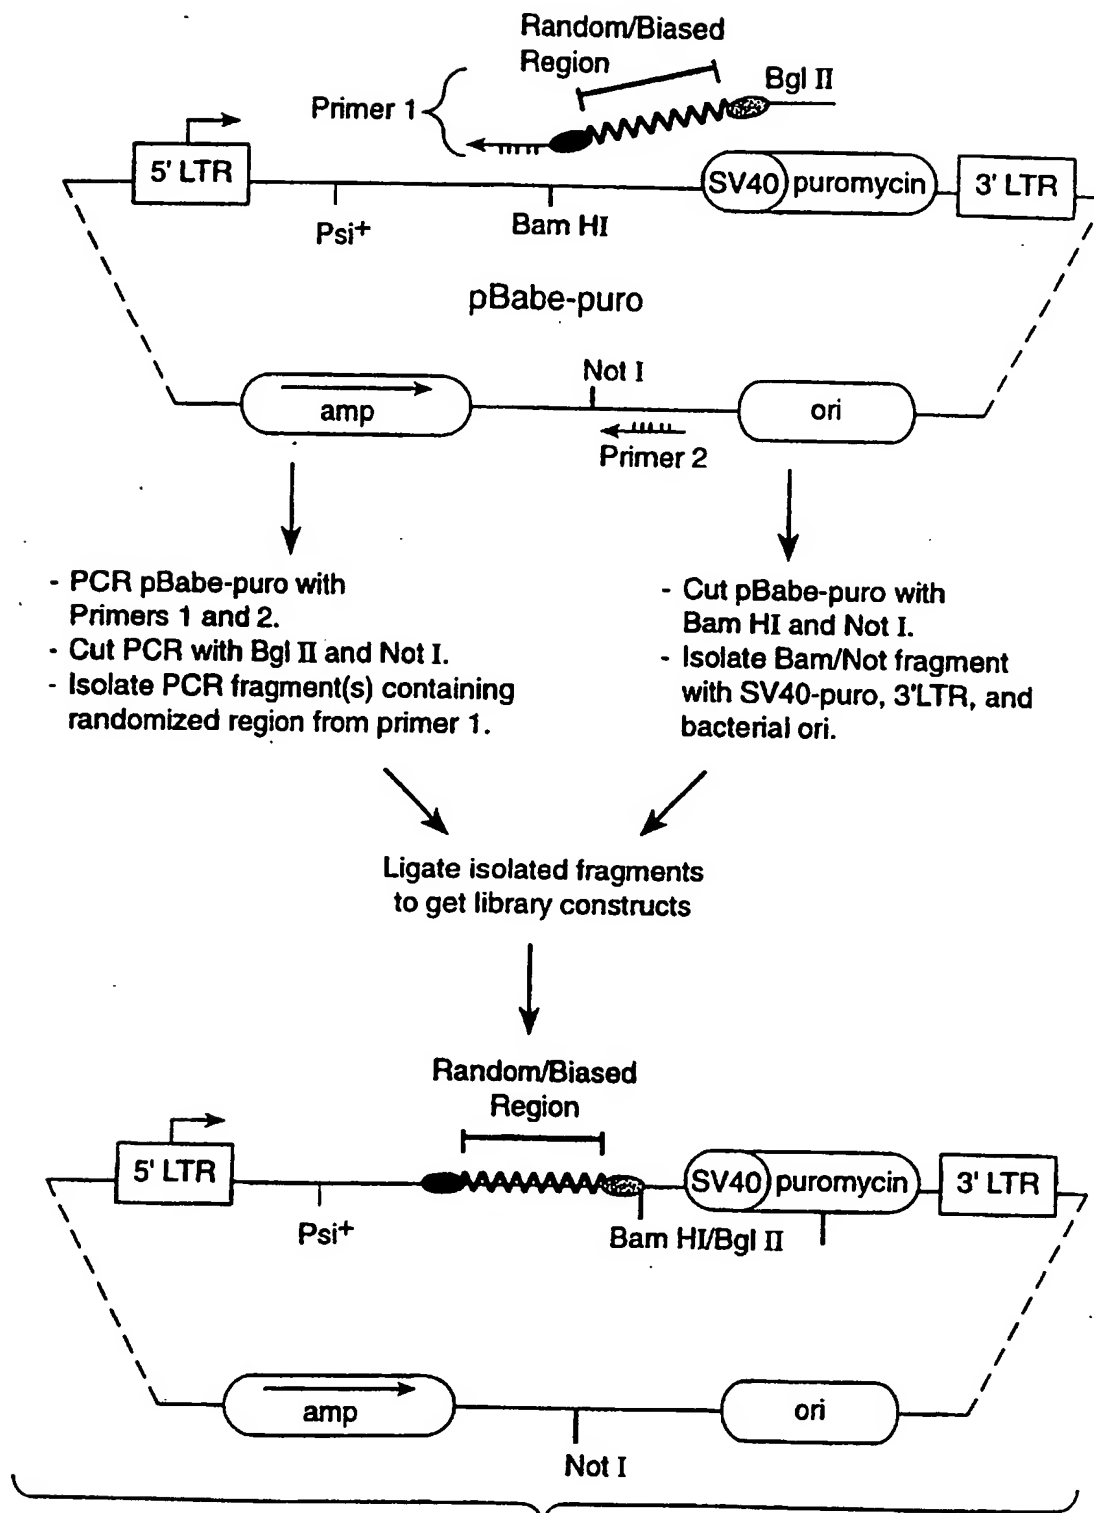 Random/Biased
Region
Bgl II
Primer 1
5' LTR
SV40
puromycin
3' LTR
Psi+
Bam HI
pBabe-puro
Not I
amp
ori
Primer 2
- PCR pBabe-puro with
Primers 1 and 2.
- Cut PCR with Bgl II and Not I.
- Isolate PCR fragment(s) containing
randomized region from primer 1.
- Cut pBabe-puro with
Bam HI and Not I.
- Isolate Bam/Not fragment
with SV40-puro, 3'LTR, and
bacterial ori.
Ligate isolated fragments
to get library constructs
Random/Biased
Region
5' LTR
SV40
puromycin
3' LTR
Psi+
Bam HI/Bgl II
amp
ori
Not I